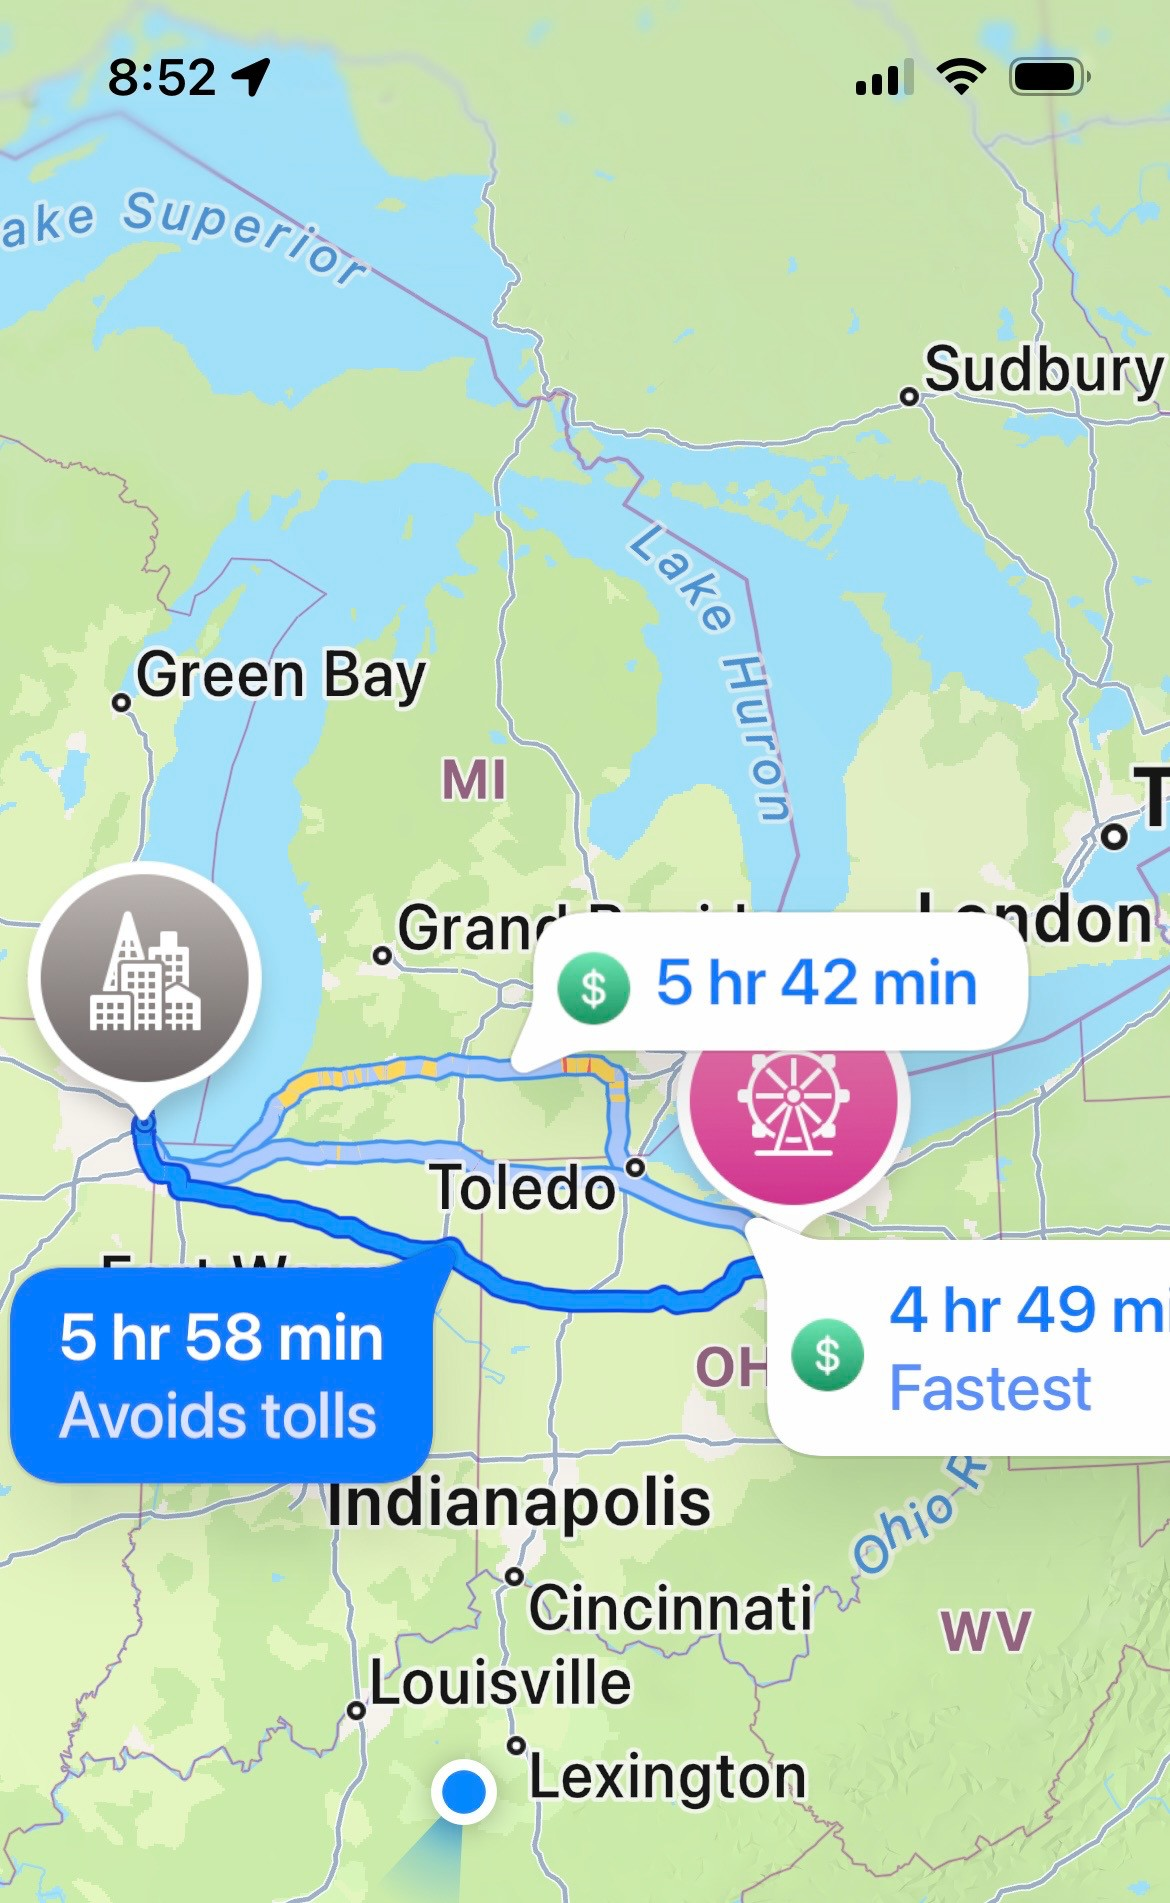 8:52
ake Superior
Sudbury
Lake Huron
Green Bay
MI
T
London
$ 5 hr 42 min
Toledo
5 hr 58 min
Avoids tolls
$ 4 hr 49 mi
Fastest
OH
Indianapolis
Ohio R
Cincinnati
WV
Louisville
Lexington